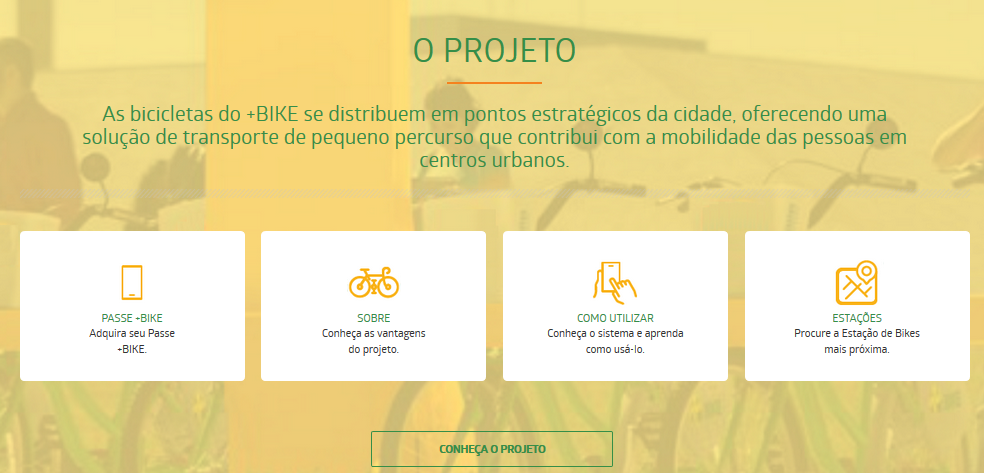 O PROJETO
As bicicletas do +BIKE se distribuem em pontos estratégicos da cidade, oferecendo uma
solução de transporte de pequeno percurso que contribui com a mobilidade das pessoas em
centros urbanos.
PASSE +BIKE
Adquira seu Passe
+BIKE.
SOBRE
Conheça as vantagens
do projeto.
COMO UTILIZAR
Conheça o sistema e aprenda
como usá-lo.
ESTAÇÕES
Procure a Estação de Bikes
mais próxima.
CONHEÇA O PROJETO